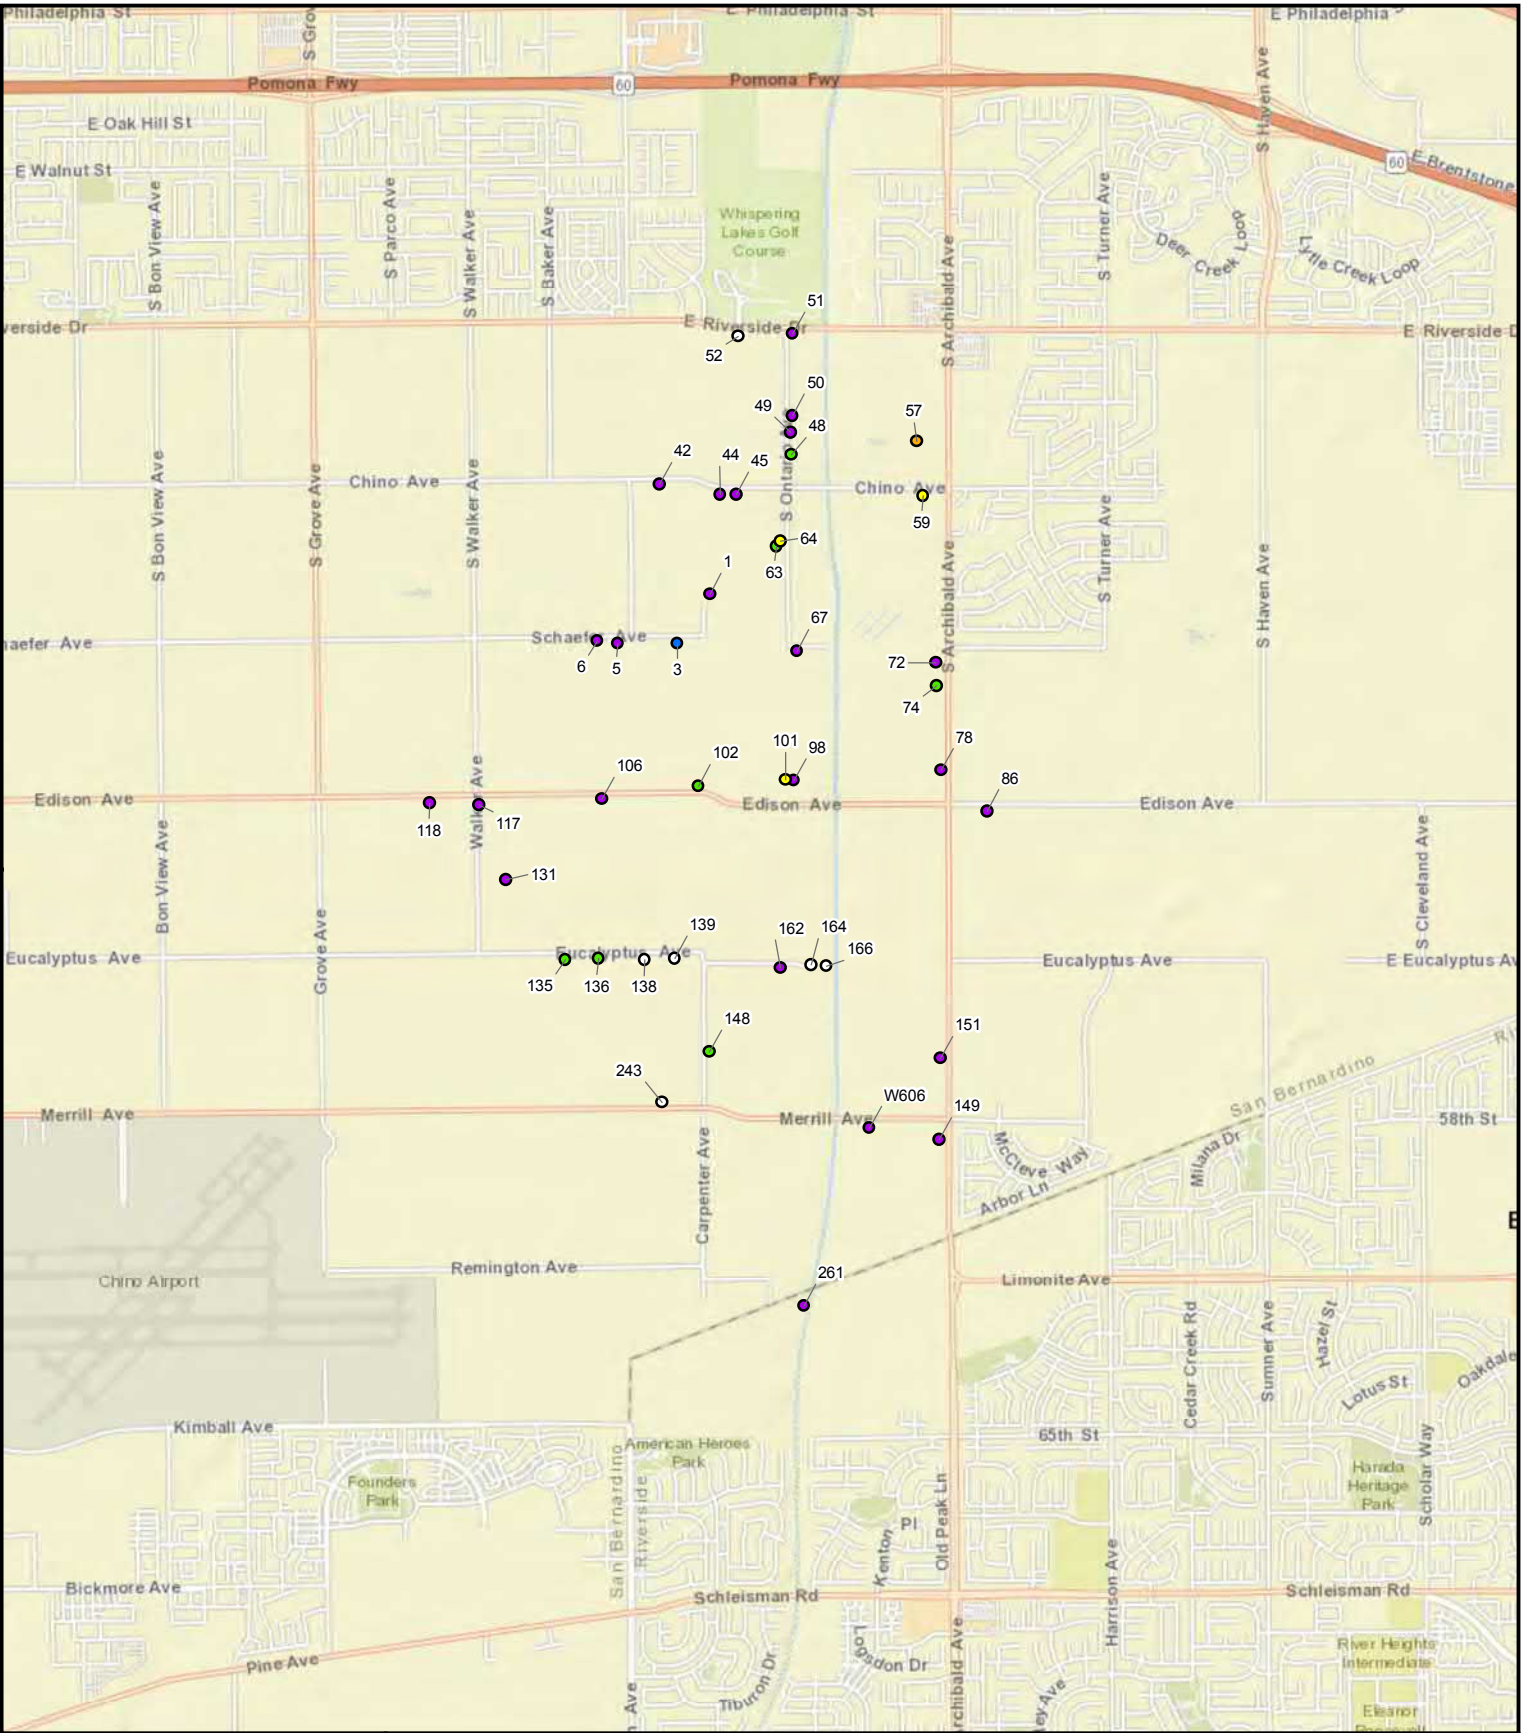 Philadelphia St
S Grov
E Philadelphia St
E Philadelphia
Pomona Fwy
60
Pomona Fwy
S Haven Ave
E Oak Hill St
E Walnut St
60
E Brentstone
S Bon View Ave
S Parco Ave
S Walker Ave
S Baker Ave
Whispering
Lakes Golf
Course
S Archibald Ave
S Turner Ave
Deer Creek Loop
Lytle Creek Loop
51
verside Dr
E Riverside Dr
E Riverside D
52
50
49
48
57
42
44
45
S Ontario Av
Chino Ave
Chino Ave
59
S Bon View Ave
S Grove Ave
S Walker Ave
S Turner Ave
64
63
1
S Archibald Ave
S Haven Ave
67
haefer Ave
Schaefer Ave
6
5
3
72
74
78
101
98
102
106
86
Edison Ave
Edison Ave
Edison Ave
118
117
Walker Ave
Bon View Ave
131
S Cleveland Ave
Grove Ave
139
162
164
166
Eucalyptus Ave
Eucalyptus Ave
Eucalyptus Ave
E Eucalyptus Av
135
136
138
148
151
243
W606
149
San Bernardino
Ri
Merrill Ave
Merrill Ave
58th St
McCleve Way
Milana Dr
Arbor Ln
Carpenter Ave
E
Chino Airport
Remington Ave
261
Limonite Ave
Cedar Creek Rd
Sumner Ave
Hazel St
Lotus St
Oakdale
Kimball Ave
American Heroes
Park
65th St
Founders
Park
San Bernardino
Riverside
Harada
Heritage
Park
Scholar Way
Kenton
Pl
Old Peak Ln
Harrison Ave
Bickmore Ave
Schleisman Rd
Schleisman Rd
Pine Ave
Logsdon Dr
Tiburon Dr
Archibald Ave
River Heights
Intermediate
n Ave
ey Ave
Eleanor
Roosevelt